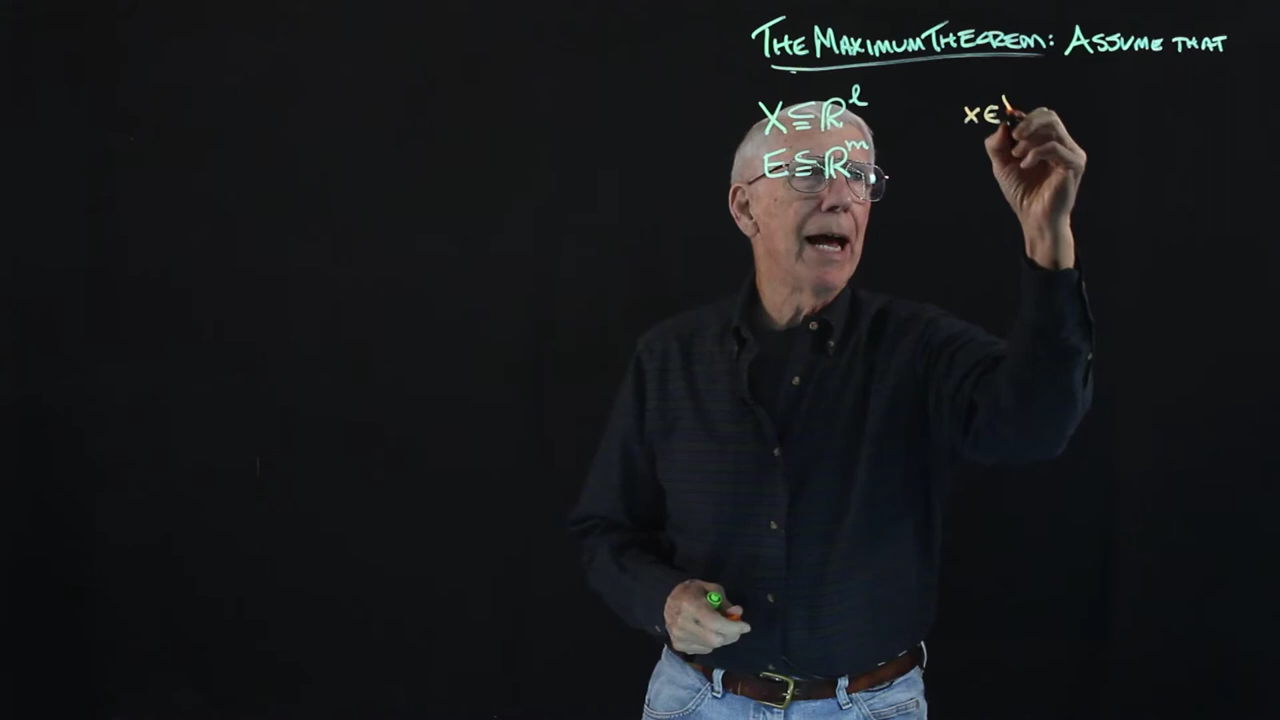 THE MAXIMUM THEOREM: ASSUME THAT
X ⊆ ℝˡ x ∈
E ⊆ ℝᵐ